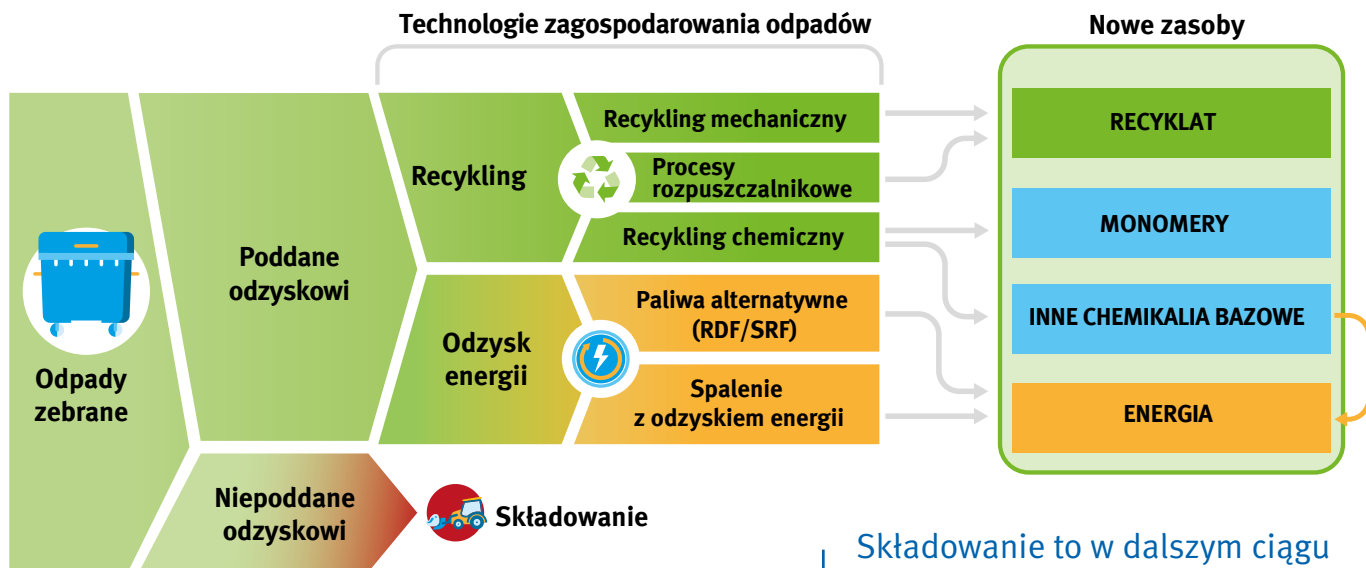 Technologie zagospodarowania odpadów
Nowe zasoby
Odpady
zebrane
Poddane
odzyskowi
Niepoddane
odzyskowi
Składowanie
Recykling
Odzysk
energii
Recykling mechaniczny
Procesy
rozpuszczalnikowe
Recykling chemiczny
Paliwa alternatywne
(RDF/SRF)
Spalenie
z odzyskiem energii
RECYKLAT
MONOMERY
INNE CHEMIKALIA BAZOWE
ENERGIA
Składowanie to w dalszym ciągu